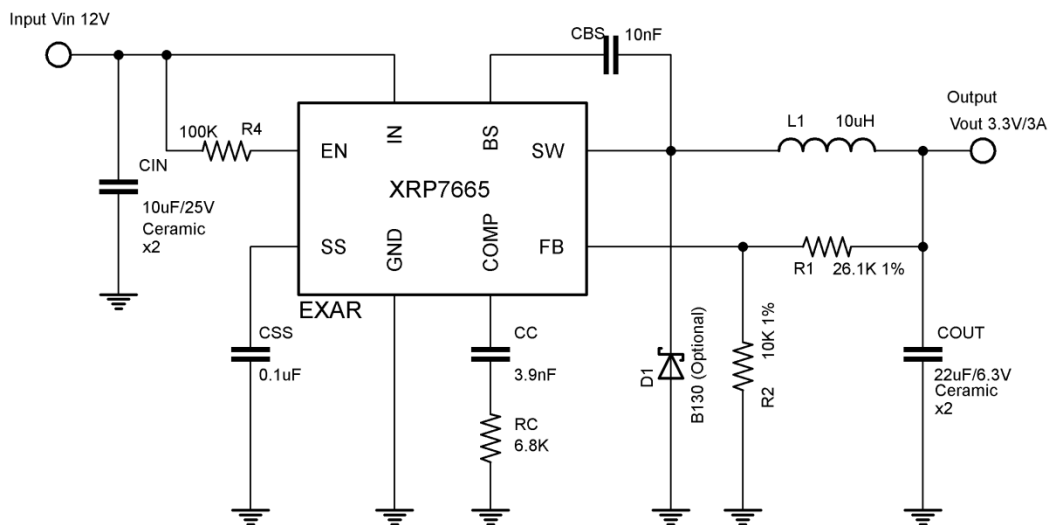 Input Vin 12V
CBS
10nF
Output
Vout 3.3V/3A
L1
10uH
100K
R4
EN
IN
BS
SW
XRP7665
CIN
10uF/25V
Ceramic
x2
SS
GND
COMP
FB
R1
26.1K 1%
EXAR
CSS
0.1uF
CC
3.9nF
RC
6.8K
D1
B130 (Optional)
10K 1%
R2
COUT
22uF/6.3V
Ceramic
x2